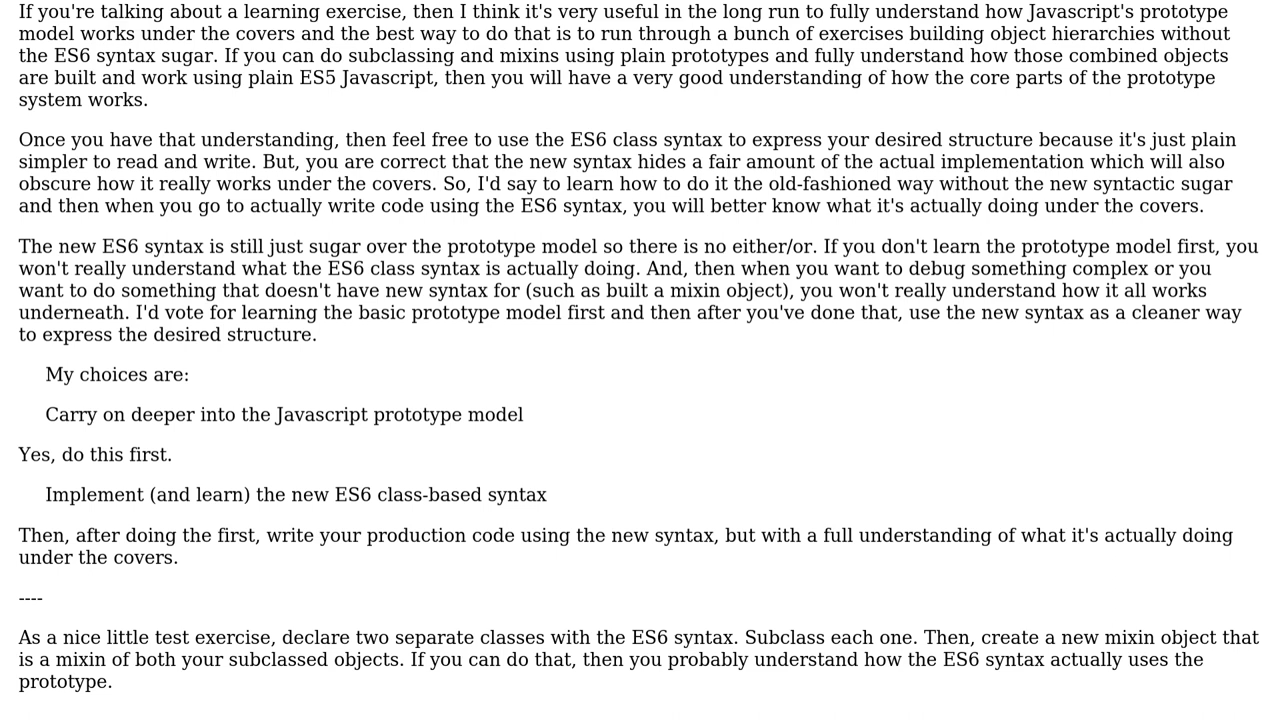 If you're talking about a learning exercise, then I think it's very useful in the long run to fully understand how Javascript's prototype
model works under the covers and the best way to do that is to run through a bunch of exercises building object hierarchies without
the ES6 syntax sugar. If you can do subclassing and mixins using plain prototypes and fully understand how those combined objects
are built and work using plain ES5 Javascript, then you will have a very good understanding of how the core parts of the prototype
system works.
Once you have that understanding, then feel free to use the ES6 class syntax to express your desired structure because it's just plain
simpler to read and write. But, you are correct that the new syntax hides a fair amount of the actual implementation which will also
obscure how it really works under the covers. So, I'd say to learn how to do it the old-fashioned way without the new syntactic sugar
and then when you go to actually write code using the ES6 syntax, you will better know what it's actually doing under the covers.
The new ES6 syntax is still just sugar over the prototype model so there is no either/or. If you don't learn the prototype model first, you
won't really understand what the ES6 class syntax is actually doing. And, then when you want to debug something complex or you
want to do something that doesn't have new syntax for (such as built a mixin object), you won't really understand how it all works
underneath. I'd vote for learning the basic prototype model first and then after you've done that, use the new syntax as a cleaner way
to express the desired structure.
My choices are:
Carry on deeper into the Javascript prototype model
Yes, do this first.
Implement (and learn) the new ES6 class-based syntax
Then, after doing the first, write your production code using the new syntax, but with a full understanding of what it's actually doing
under the covers.
----
As a nice little test exercise, declare two separate classes with the ES6 syntax. Subclass each one. Then, create a new mixin object that
is a mixin of both your subclassed objects. If you can do that, then you probably understand how the ES6 syntax actually uses the
prototype.